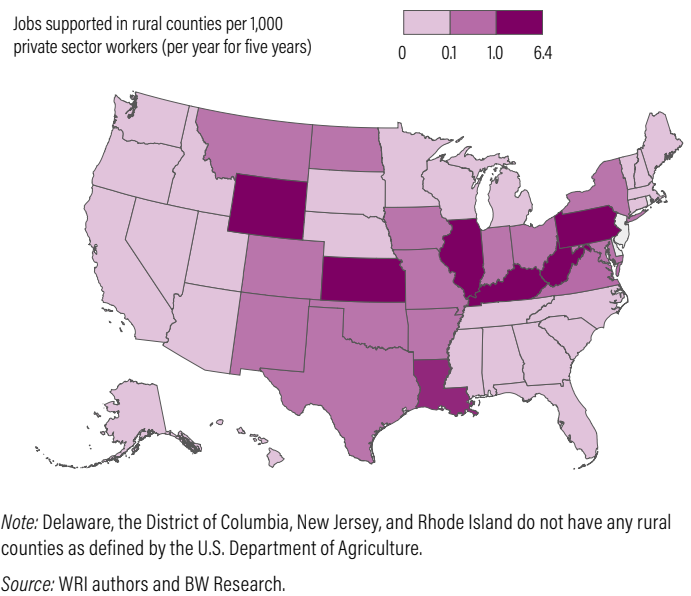 Jobs supported in rural counties per 1,000
private sector workers (per year for five years)
0 0.1 1.0 6.4
Note: Delaware, the District of Columbia, New Jersey, and Rhode Island do not have any rural
counties as defined by the U.S. Department of Agriculture.
Source: WRI authors and BW Research.